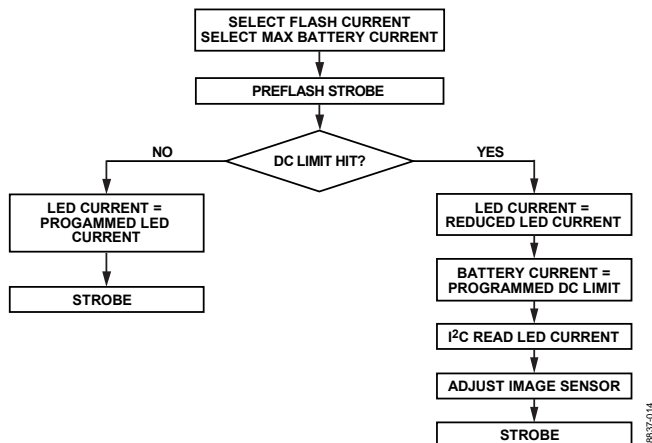 SELECT FLASH CURRENT
SELECT MAX BATTERY CURRENT
PREFLASH STROBE
DC LIMIT HIT?
NO
YES
LED CURRENT =
PROGAMMED LED
CURRENT
STROBE
LED CURRENT =
REDUCED LED CURRENT
BATTERY CURRENT =
PROGRAMMED DC LIMIT
I²C READ LED CURRENT
ADJUST IMAGE SENSOR
STROBE
8837-014